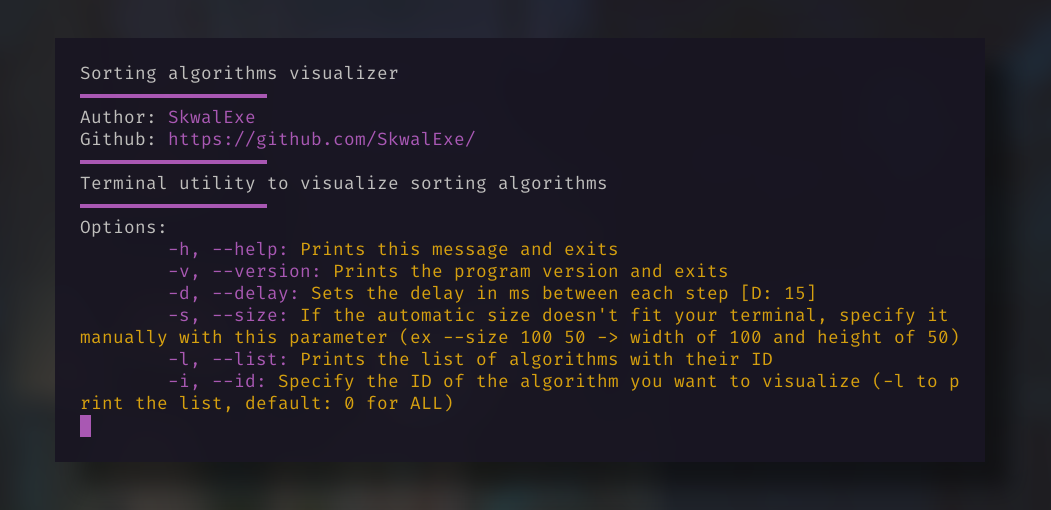 Sorting algorithms visualizer
Author: SkwalExe
Github: https://github.com/SkwalExe/
Terminal utility to visualize sorting algorithms
Options:
-h, --help: Prints this message and exits
-v, --version: Prints the program version and exits
-d, --delay: Sets the delay in ms between each step [D: 15]
-s, --size: If the automatic size doesn't fit your terminal, specify it
manually with this parameter (ex --size 100 50 -> width of 100 and height of 50)
-l, --list: Prints the list of algorithms with their ID
-i, --id: Specify the ID of the algorithm you want to visualize (-l to p
rint the list, default: 0 for ALL)